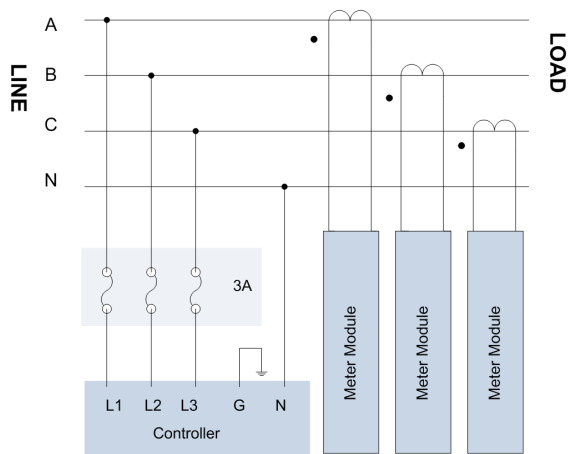 A
B
C
N
LINE
LOAD
3A
L1 L2 L3 G N
Controller
Meter Module
Meter Module
Meter Module